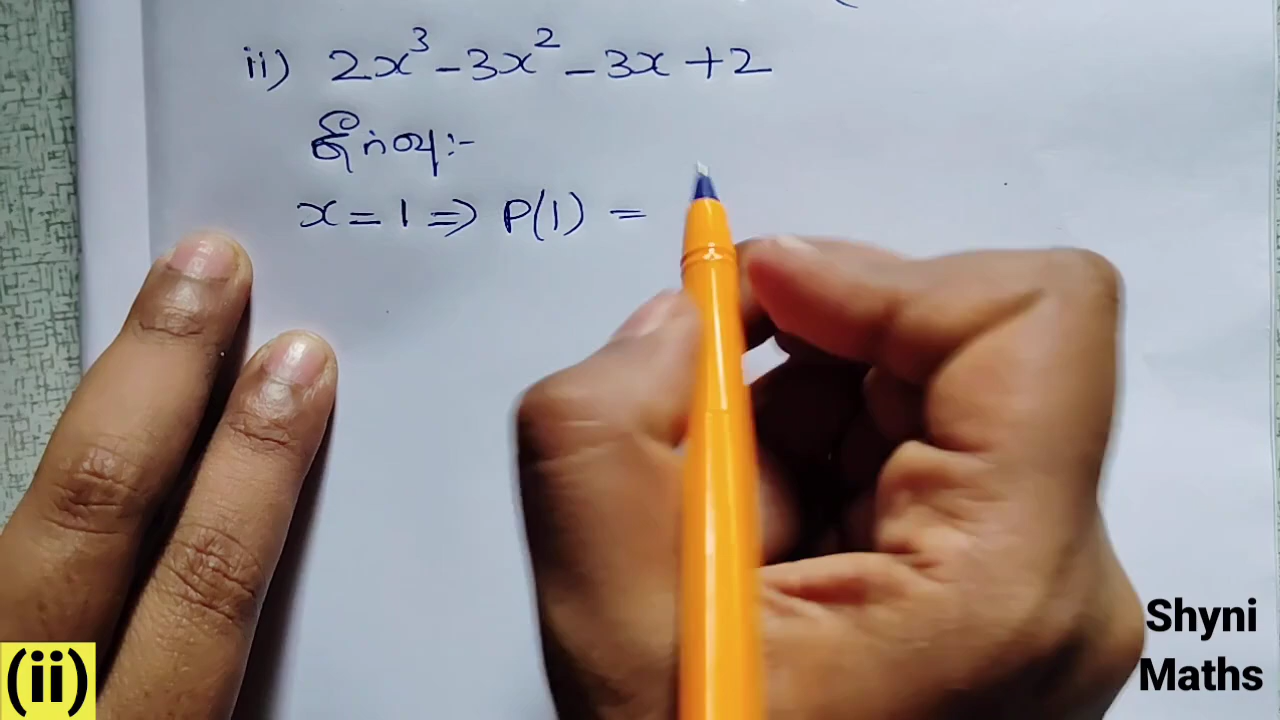 ii) 2x³ - 3x² - 3x + 2
தீர்வு:-
x = 1 ⇒ P(1) =
Shyni
Maths
(ii)